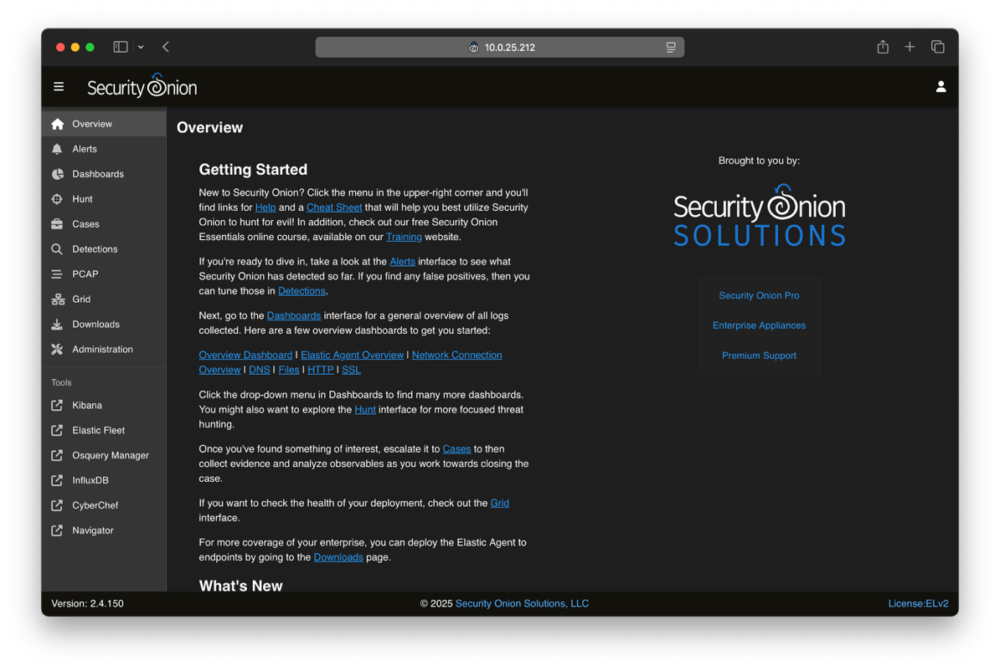 10.0.25.212
Security Onion
Overview
Alerts
Dashboards
Hunt
Cases
Detections
PCAP
Grid
Downloads
Administration
Tools
Kibana
Elastic Fleet
Osquery Manager
InfluxDB
CyberChef
Navigator
Overview
Getting Started
New to Security Onion? Click the menu in the upper-right corner and you'll
find links for Help and a Cheat Sheet that will help you best utilize Security
Onion to hunt for evil! In addition, check out our free Security Onion
Essentials online course, available on our Training website.
If you're ready to dive in, take a look at the Alerts interface to see what
Security Onion has detected so far. If you find any false positives, then you
can tune those in Detections.
Next, go to the Dashboards interface for a general overview of all logs
collected. Here are a few overview dashboards to get you started:
Overview Dashboard | Elastic Agent Overview | Network Connection
Overview | DNS | Files | HTTP | SSL
Click the drop-down menu in Dashboards to find many more dashboards.
You might also want to explore the Hunt interface for more focused threat
hunting.
Once you've found something of interest, escalate it to Cases to then
collect evidence and analyze observables as you work towards closing the
case.
If you want to check the health of your deployment, check out the Grid
interface.
For more coverage of your enterprise, you can deploy the Elastic Agent to
endpoints by going to the Downloads page.
What's New
Brought to you by:
Security Onion
SOLUTIONS
Security Onion Pro
Enterprise Appliances
Premium Support
Version: 2.4.150
© 2025 Security Onion Solutions, LLC
License:ELv2